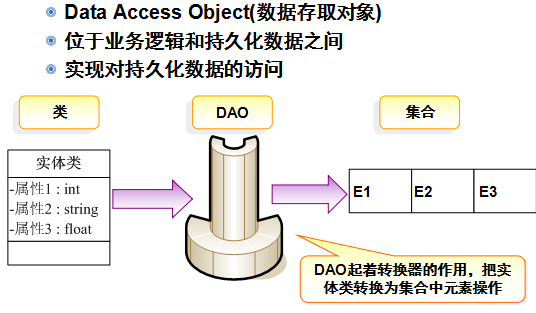 Data Access Object(数据存取对象)
位于业务逻辑和持久化数据之间
实现对持久化数据的访问
类
DAO
集合
实体类
-属性1 : int
-属性2 : string
-属性3 : float
E1
E2
E3
DAO起着转换器的作用，把实
体类转换为集合中元素操作